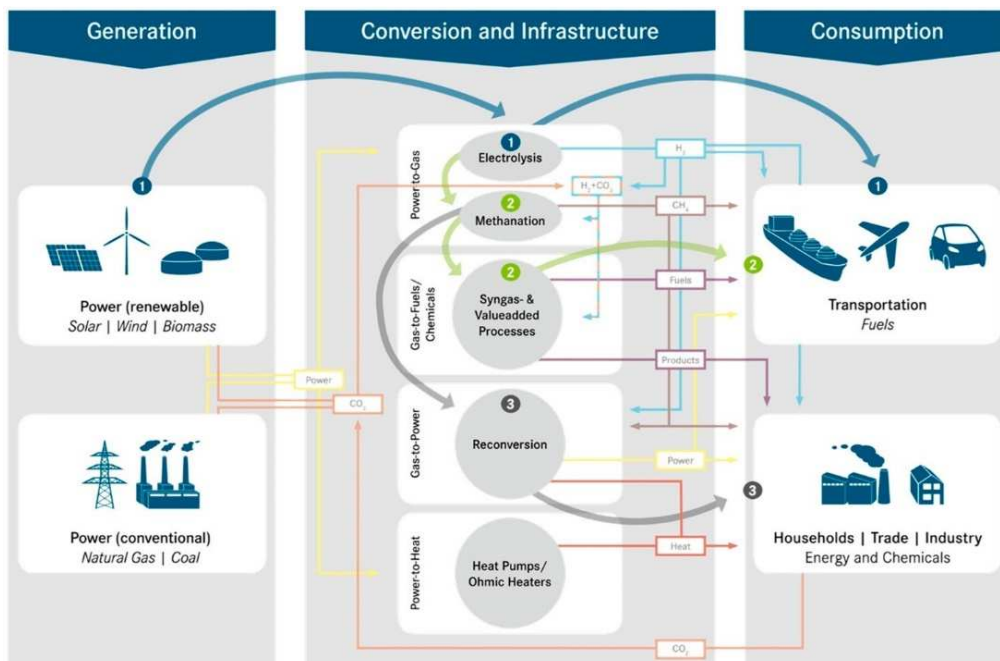 Generation
Conversion and Infrastructure
Consumption
1
Power (renewable)
Solar | Wind | Biomass
Power (conventional)
Natural Gas | Coal
Power
CO₂
Power-to-Gas
1
Electrolysis
2
Methanation
Gas-to-Fuels/
Chemicals
2
Syngas- &
Valueadded
Processes
Gas-to-Power
3
Reconversion
Power-to-Heat
Heat Pumps/
Ohmic Heaters
H₂
H₂+CO₂
CH₄
Fuels
Products
Power
Heat
CO₂
1
2
Transportation
Fuels
3
Households | Trade | Industry
Energy and Chemicals